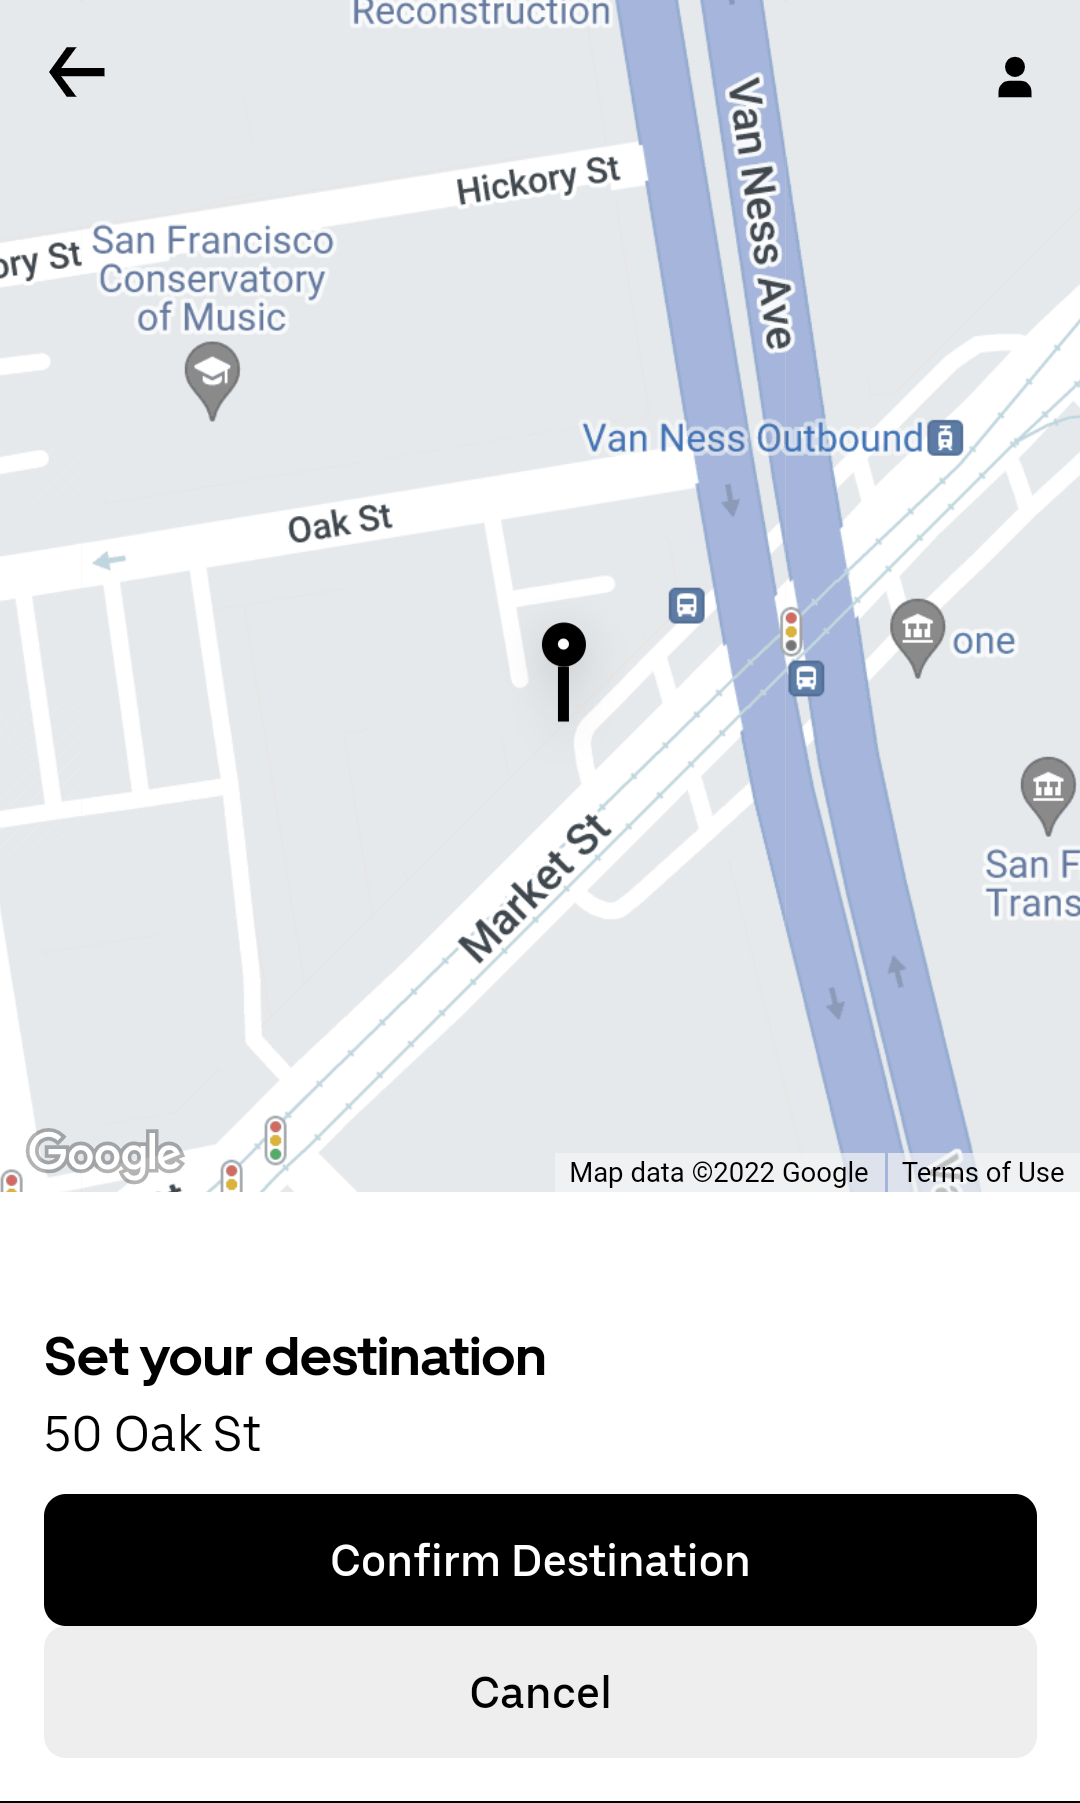 Reconstruction
Van Ness Ave
Hickory St
ory St
San Francisco
Conservatory
of Music
Van Ness Outbound
Oak St
one
Market St
San F
Trans
Google
Map data ©2022 Google
Terms of Use
Set your destination
50 Oak St
Confirm Destination
Cancel